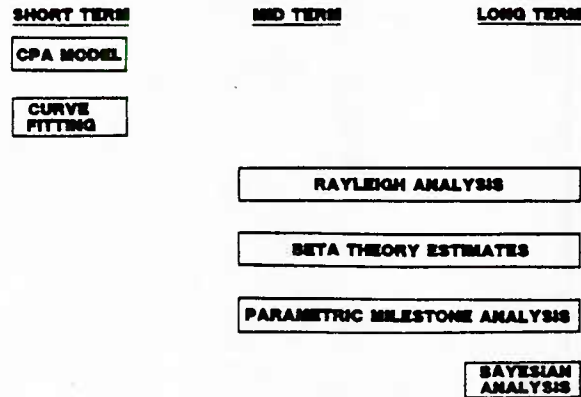 SHORT TERM MID TERM LONG TERM
CPA MODEL
CURVE
FITTING
RAYLEIGH ANALYSIS
BETA THEORY ESTIMATES
PARAMETRIC MILESTONE ANALYSIS
BAYESIAN
ANALYSIS